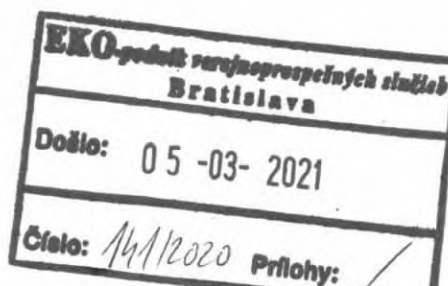 EKO-podnik verejnoprospešných služieb
Bratislava
Došlo: 05 -03- 2021
Číslo: 141/2020 Prílohy: /